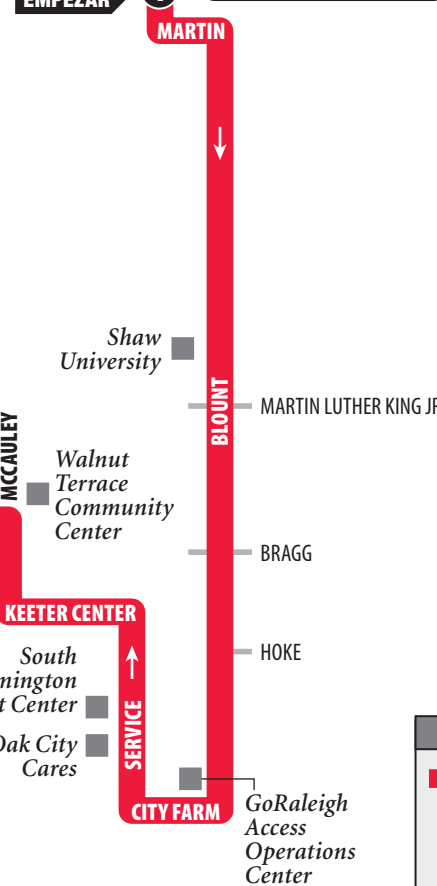 EMPEZAR
MARTIN
Shaw
University
BLOUNT
MARTIN LUTHER KING
MCCAULEY
Walnut
Terrace
Community
Center
BRAGG
KEETER CENTER
HOKE
South
Center
SERVICE
Oak City
Cares
CITY FARM
GoRaleigh
Access
Operations
Center